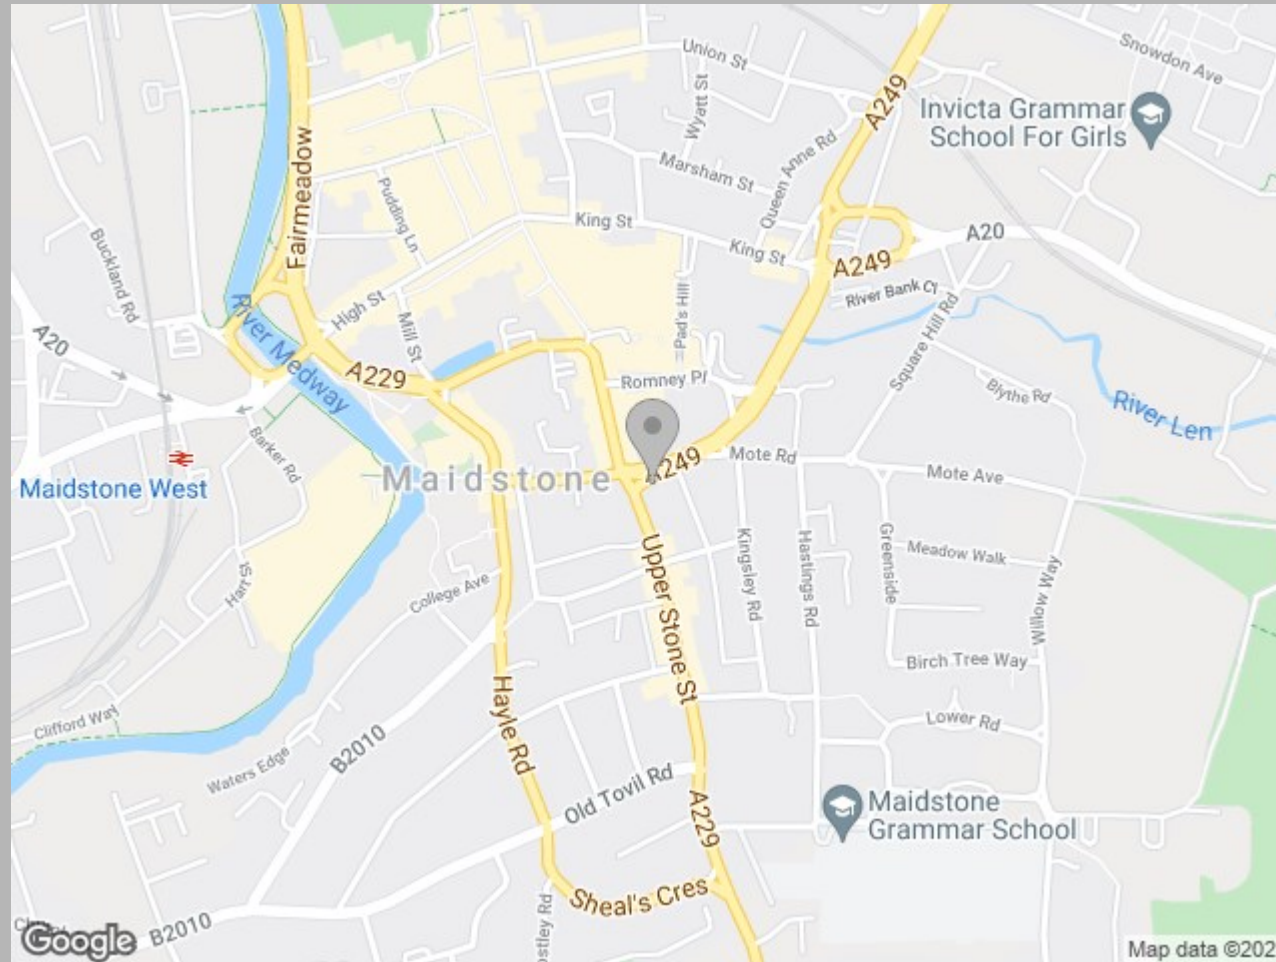 Union St
Snowdon Ave
Wyatt St
A249
Invicta Grammar
School For Girls
Fairmeadow
Marsham St
Queen Anne Rd
Pudding Ln
King St
King St
A20
Buckland Rd
A249
River Bank Cl
High St
Mill St
Pad's Hill
Square Hill Rd
A20
River Medway
A229
Romney Pl
Blythe Rd
River Len
Barker Rd
Mote Rd
A249
Mote Ave
Maidstone
Maidstone West
Upper Stone St
Kingsley Rd
Hastings Rd
Greenside
Meadow Walk
Willow Way
Hart St
College Ave
Birch Tree Way
Hayle Rd
Clifford Way
Lower Rd
Waters Edge
B2010
Old Tovil Rd
A229
Maidstone
Grammar School
Sheal's Cres
B2010
Google
Map data ©202